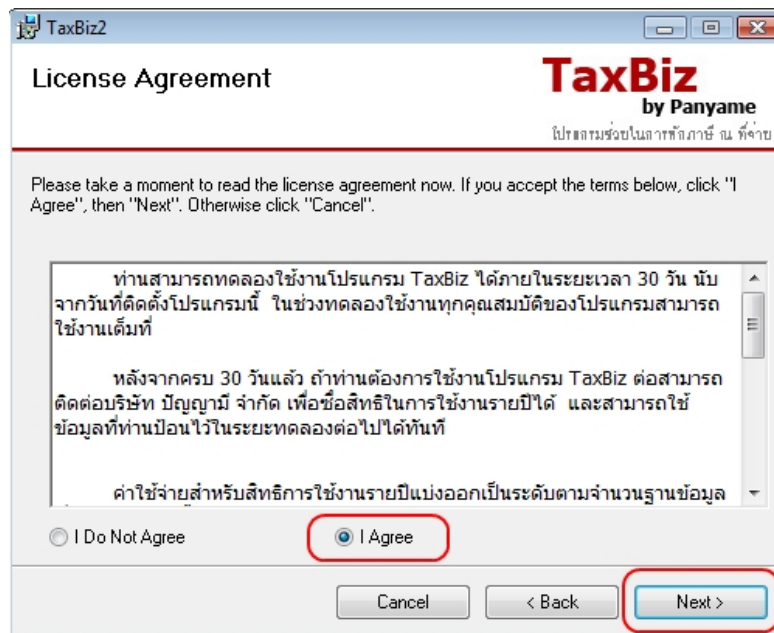 TaxBiz2
License Agreement
TaxBiz
by Panyame
โปรแกรมช่วยในการหักภาษี ณ ที่จ่าย
Please take a moment to read the license agreement now. If you accept the terms below, click "I
Agree", then "Next". Otherwise click "Cancel".
ท่านสามารถทดลองใช้งานโปรแกรม TaxBiz ได้ภายในระยะเวลา 30 วัน นับ
จากวันที่ติดตั้งโปรแกรมนี้ ในช่วงทดลองใช้งานทุกคุณสมบัติของโปรแกรมสามารถ
ใช้งานเต็มที่
หลังจากครบ 30 วันแล้ว ถ้าท่านต้องการใช้งานโปรแกรม TaxBiz ต่อสามารถ
ติดต่อบริษัท ปัญญามี จำกัด เพื่อซื้อสิทธิในการใช้งานรายปีได้ และสามารถใช้
ข้อมูลที่ท่านป้อนไว้ในระยะทดลองต่อไปได้ทันที
ค่าใช้จ่ายสำหรับสิทธิการใช้งานรายปีแบ่งออกเป็นระดับตามจำนวนฐานข้อมูล
I Do Not Agree
I Agree
Cancel
< Back
Next >